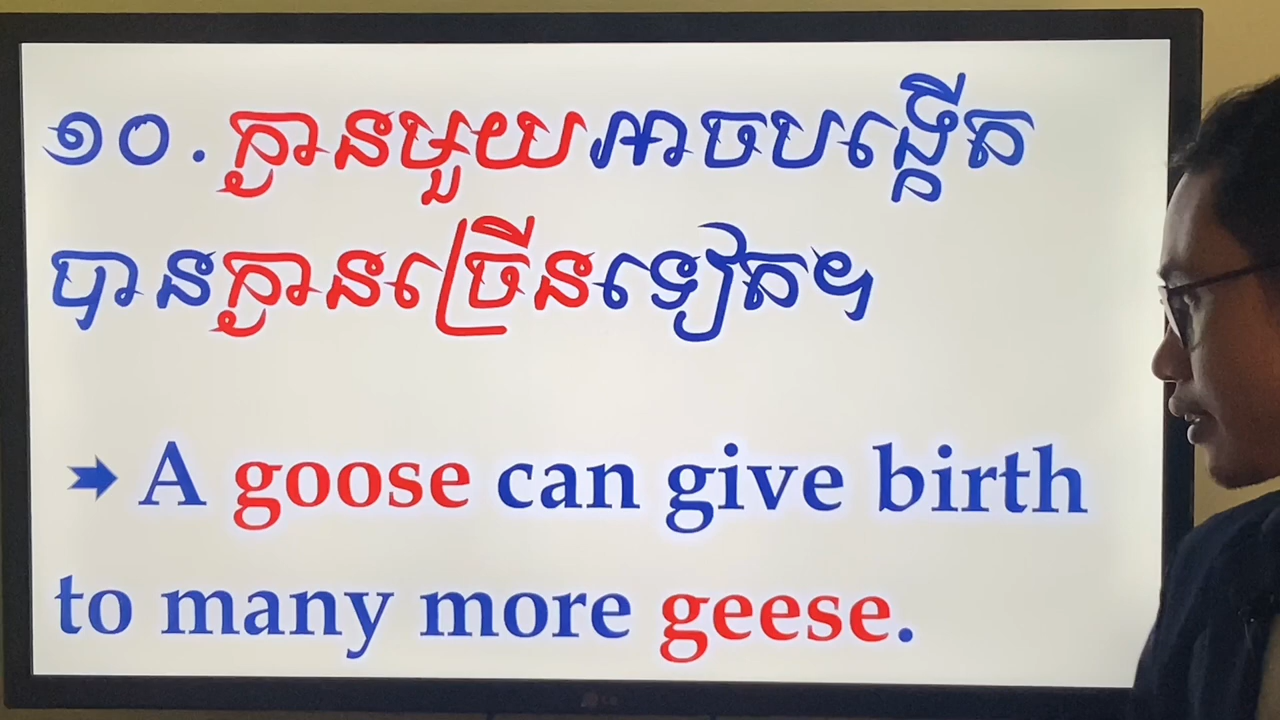 ១០.ក្ងានមួយអាចបង្កើត
បានក្ងានច្រើនទៀត។
➨ A goose can give birth
to many more geese.